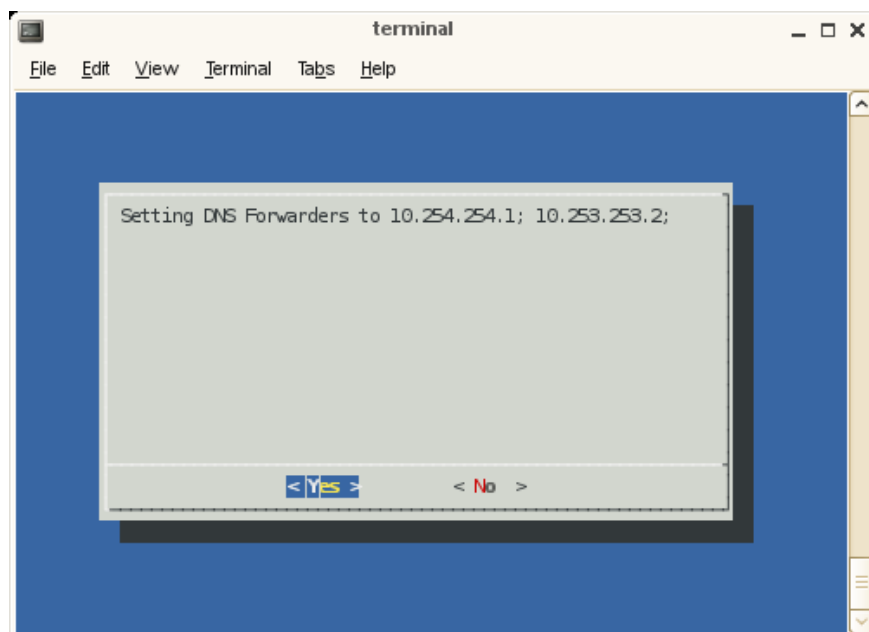 terminal
File Edit View Terminal Tabs Help
Setting DNS Forwarders to 10.254.254.1; 10.253.253.2;
< Yes > < No >